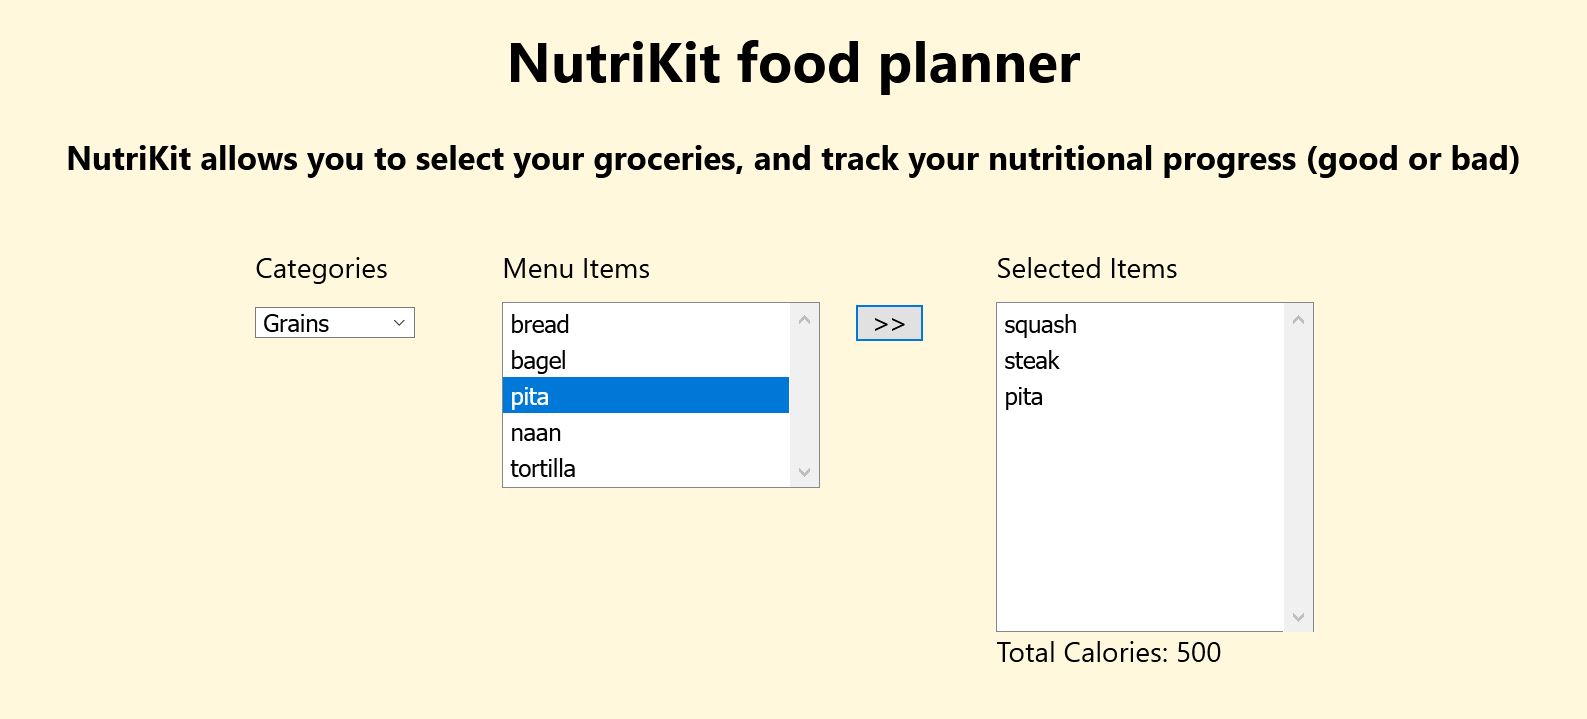 NutriKit food planner
NutriKit allows you to select your groceries, and track your nutritional progress (good or bad)
Categories
Grains
Menu Items
bread
bagel
pita
naan
tortilla
>>
Selected Items
squash
steak
pita
Total Calories: 500